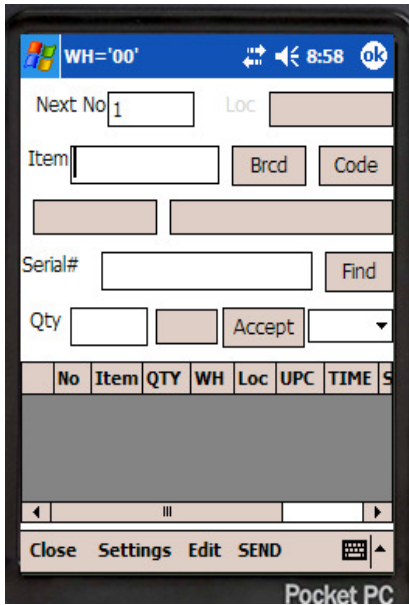 WH='00' 8:58 ok
Next No 1 Loc
Item Brcd Code
Serial# Find
Qty Accept
No Item QTY WH Loc UPC TIME S
Close Settings Edit SEND
Pocket PC